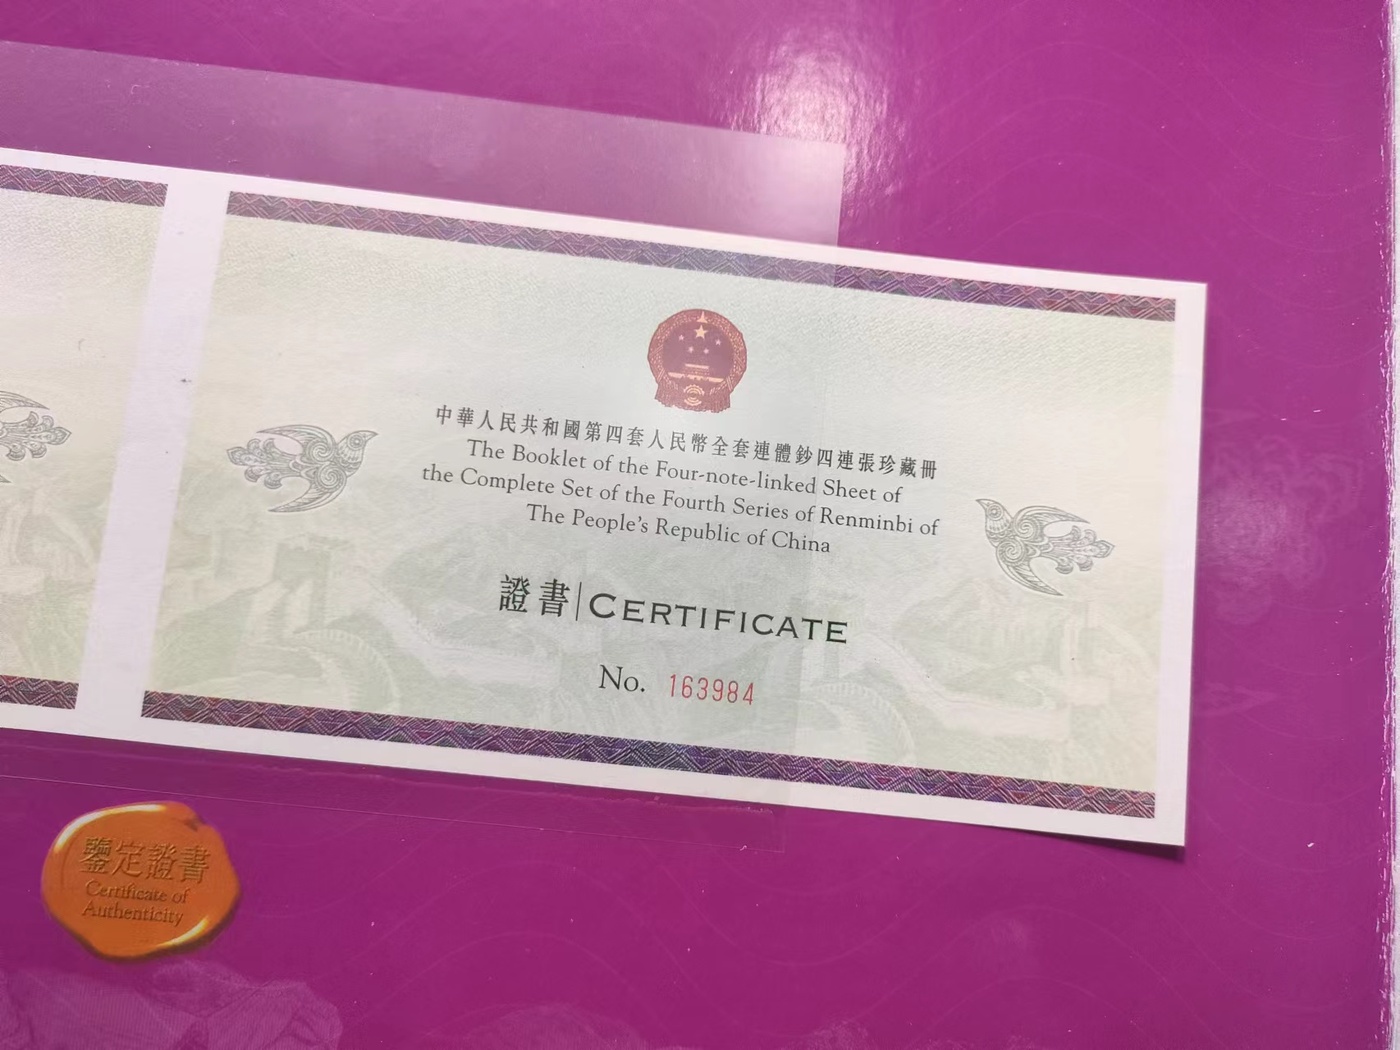 中華人民共和國第四套人民幣全套連體鈔四連張珍藏冊
The Booklet of the Four-note-linked Sheet of
the Complete Set of the Fourth Series of Renminbi of
The People's Republic of China
證書|CERTIFICATE
No. 163984
鑒定證書
Certificate of
Authenticity